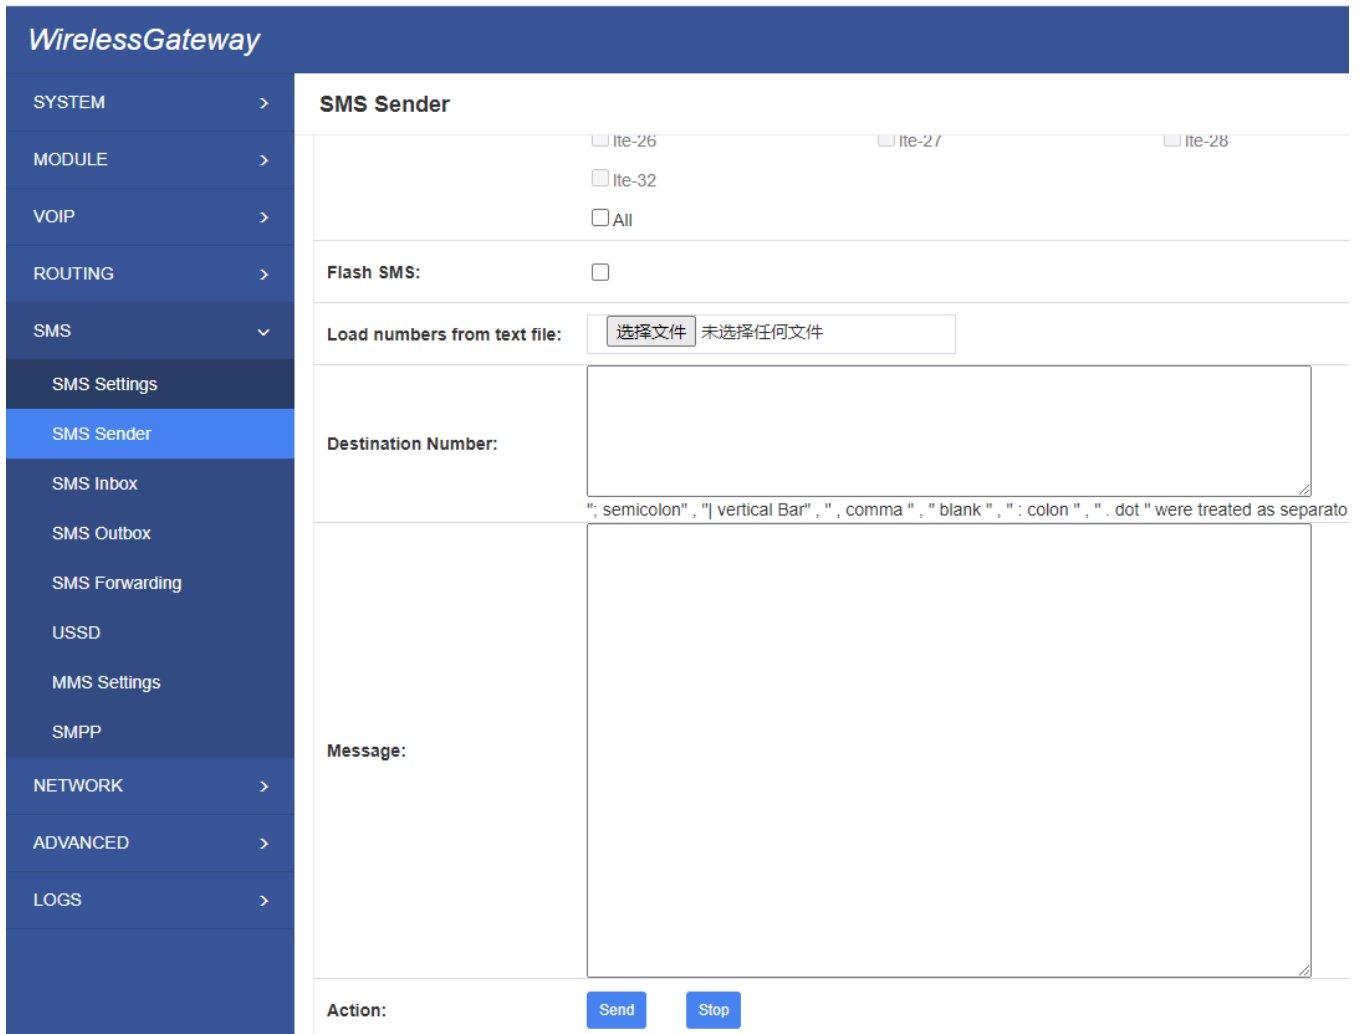 WirelessGateway
SYSTEM
MODULE
VOIP
ROUTING
SMS
SMS Settings
SMS Sender
SMS Inbox
SMS Outbox
SMS Forwarding
USSD
MMS Settings
SMPP
NETWORK
ADVANCED
LOGS
SMS Sender
lte-26 lte-27 lte-28
lte-32
All
Flash SMS:
Load numbers from text file: 选择文件 未选择任何文件
Destination Number:
"; semicolon" , "| vertical Bar" , " , comma " , " blank " , " : colon " , " . dot " were treated as separato
Message:
Action: Send Stop